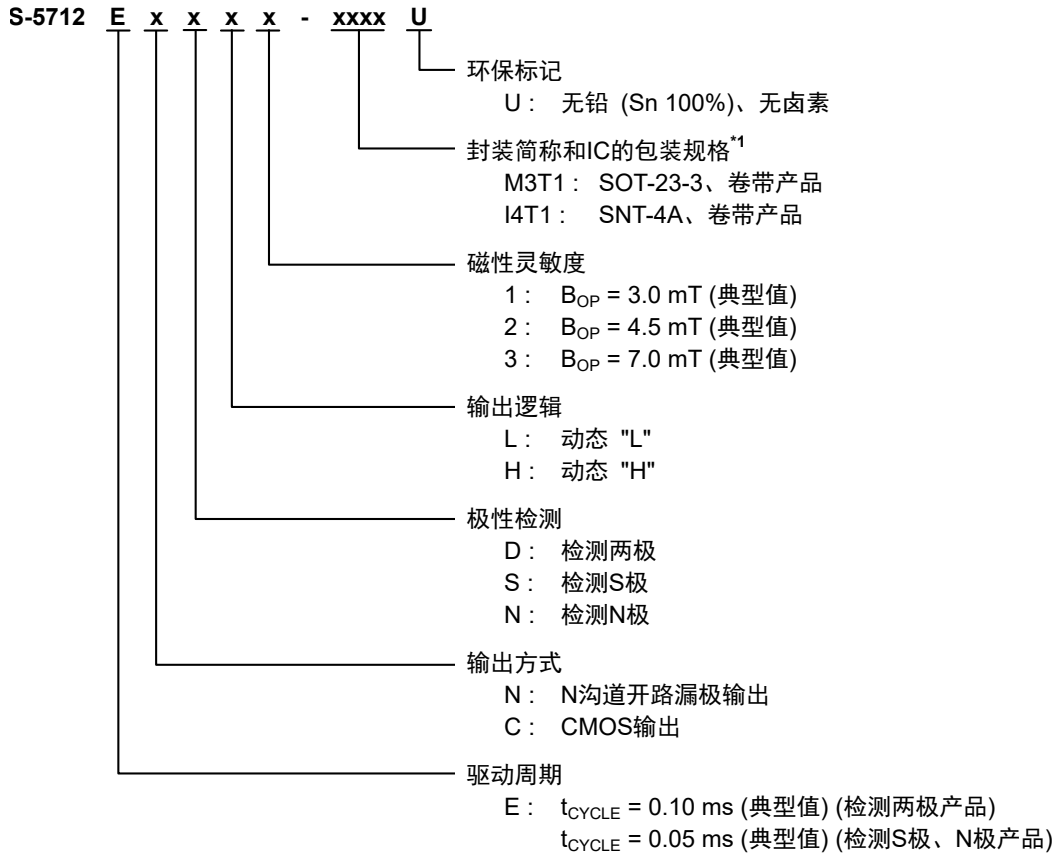 S-5712 E x x x x - xxxx U
环保标记
U : 无铅 (Sn 100%)、无卤素
封装简称和IC的包装规格*1
M3T1 : SOT-23-3、卷带产品
I4T1 : SNT-4A、卷带产品
磁性灵敏度
1 : BOP = 3.0 mT (典型值)
2 : BOP = 4.5 mT (典型值)
3 : BOP = 7.0 mT (典型值)
输出逻辑
L : 动态 "L"
H : 动态 "H"
极性检测
D : 检测两极
S : 检测S极
N : 检测N极
输出方式
N : N沟道开路漏极输出
C : CMOS输出
驱动周期
E : tCYCLE = 0.10 ms (典型值) (检测两极产品)
tCYCLE = 0.05 ms (典型值) (检测S极、N极产品)